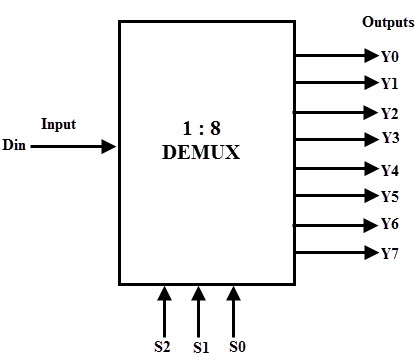 Outputs
Y0
Y1
Input
Y2
Din
1 : 8
DEMUX
Y3
Y4
Y5
Y6
Y7
S2 S1 S0